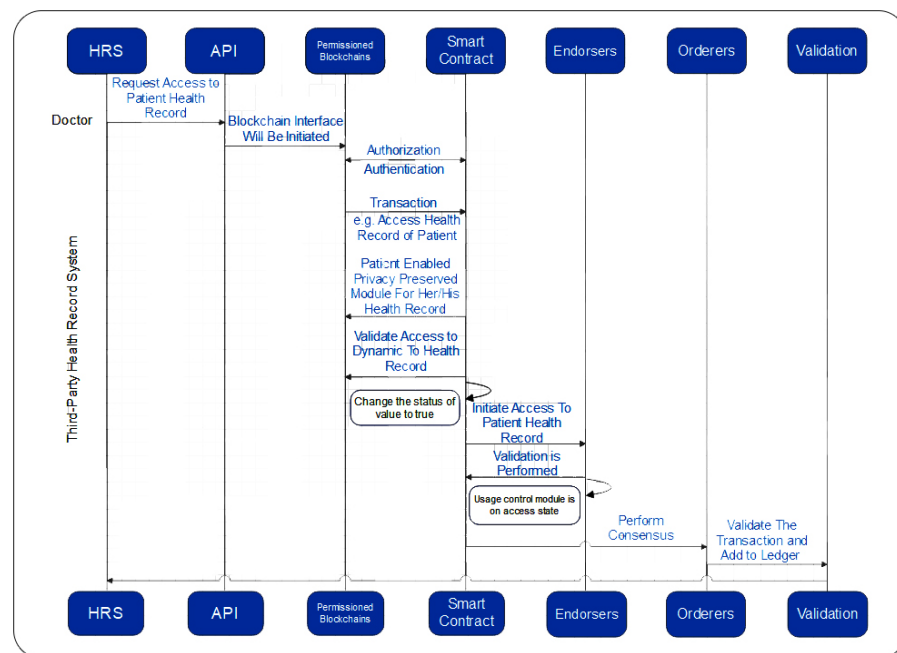 HRS
API
Permissioned
Blockchains
Smart
Contract
Endorsers
Orderers
Validation
Request Access to
Patient Health
Record
Doctor
Blockchain Interface
Will Be Initiated
Authorization
Authentication
Transaction
e.g. Access Health
Record of Patient
Patient Enabled
Privacy Preserved
Module For Her/His
Health Record
Third-Party Health Record System
Validate Access to
Dynamic To Health
Record
Change the status of
value to true
Initiate Access To
Patient Health
Record
Validation is
Performed
Usage control module is
on access state
Perform
Consensus
Validate The
Transaction and
Add to Ledger
HRS
API
Permissioned
Blockchains
Smart
Contract
Endorsers
Orderers
Validation